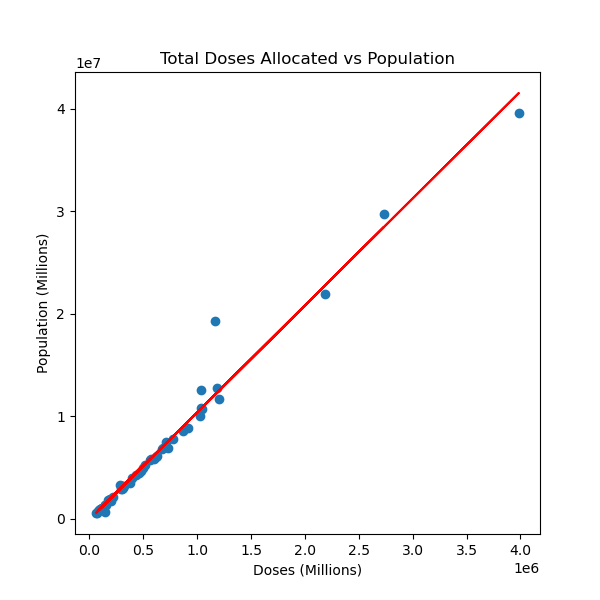 Total Doses Allocated vs Population
1e7
4
3
2
1
0
Population (Millions)
0.0 0.5 1.0 1.5 2.0 2.5 3.0 3.5 4.0
1e6
Doses (Millions)